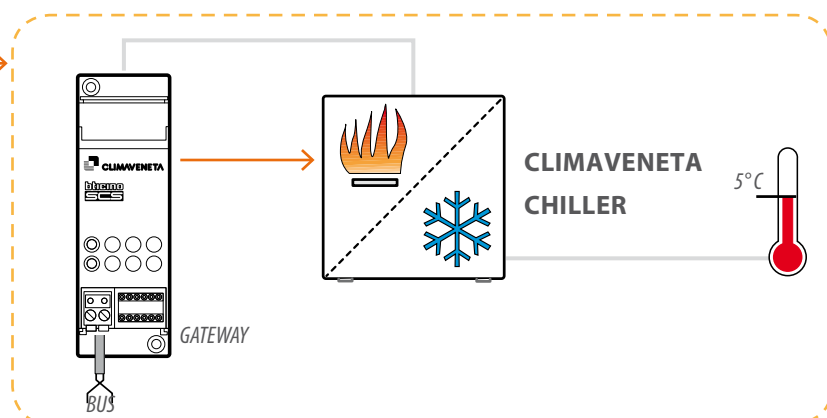 CLIMAVENETA
bticino
SCS
GATEWAY
BUS
CLIMAVENETA
CHILLER
5°C